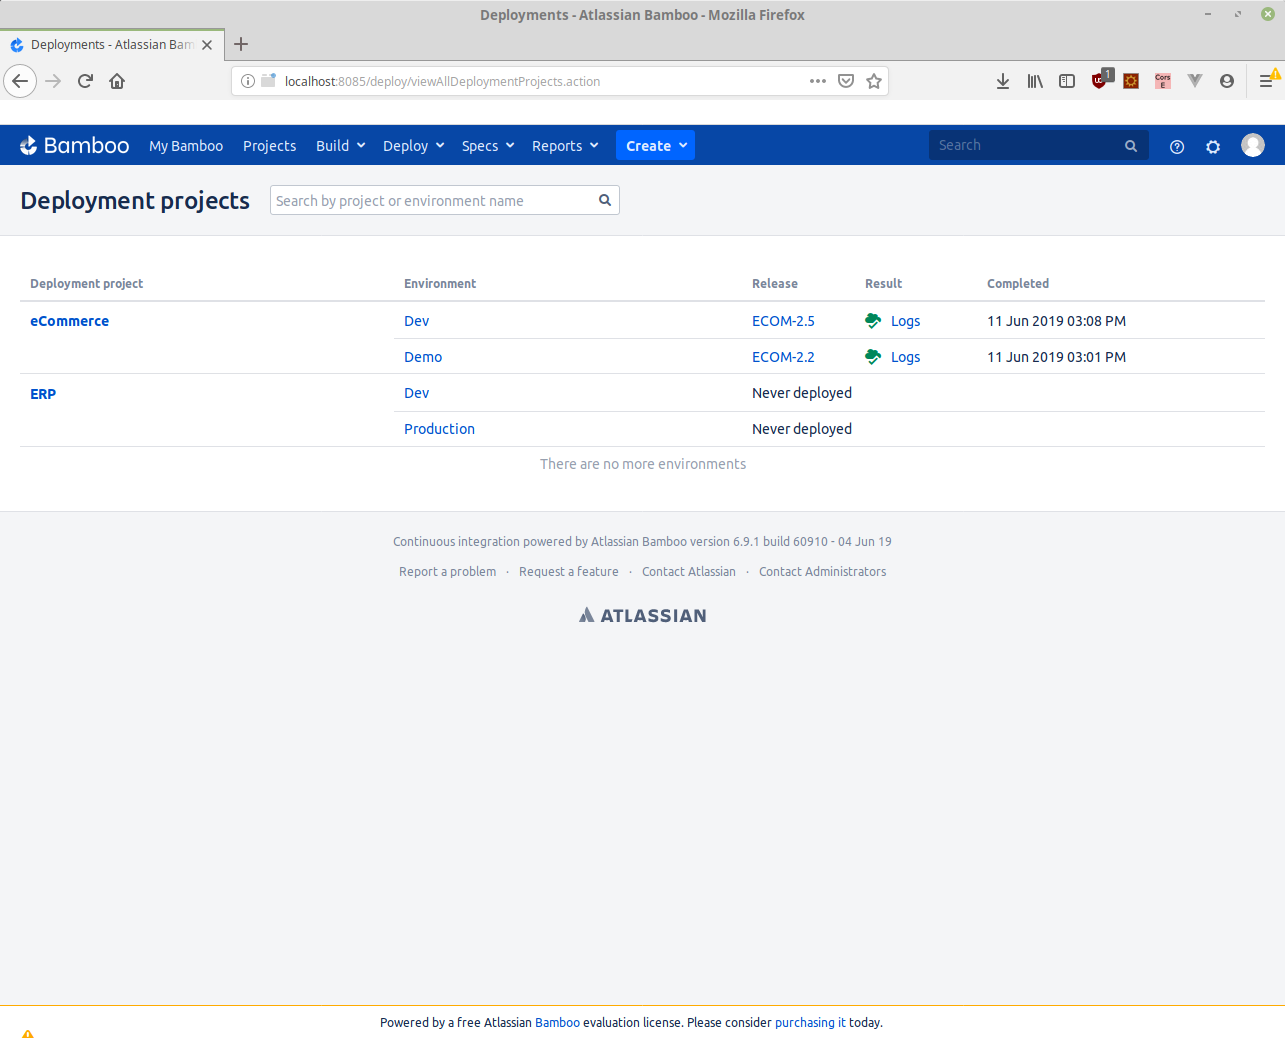 Deployments - Atlassian Bamboo - Mozilla Firefox
Deployments - Atlassian Bam
localhost:8085/deploy/viewAllDeploymentProjects.action
1
Cors E
Bamboo My Bamboo Projects Build Deploy Specs Reports Create Search
Deployment projects Search by project or environment name
Deployment project Environment Release Result Completed
eCommerce Dev ECOM-2.5 Logs 11 Jun 2019 03:08 PM
Demo ECOM-2.2 Logs 11 Jun 2019 03:01 PM
ERP Dev Never deployed
Production Never deployed
There are no more environments
Continuous integration powered by Atlassian Bamboo version 6.9.1 build 60910 - 04 Jun 19
Report a problem · Request a feature · Contact Atlassian · Contact Administrators
ATLASSIAN
Powered by a free Atlassian Bamboo evaluation license. Please consider purchasing it today.